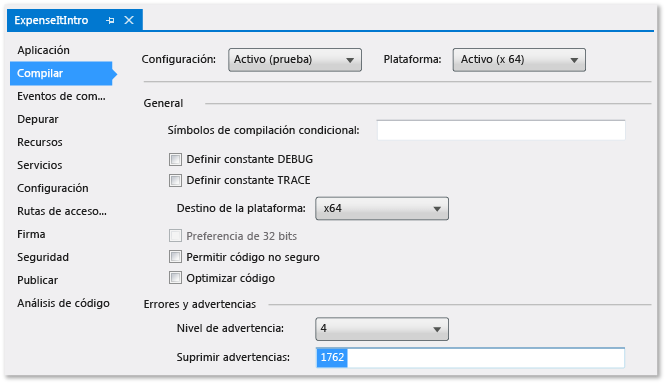 ExpenseItIntro
Aplicación
Compilar
Eventos de com...
Depurar
Recursos
Servicios
Configuración
Rutas de acceso...
Firma
Seguridad
Publicar
Análisis de código
Configuración: Activo (prueba) Plataforma: Activo (x 64)
General
Símbolos de compilación condicional:
Definir constante DEBUG
Definir constante TRACE
Destino de la plataforma: x64
Preferencia de 32 bits
Permitir código no seguro
Optimizar código
Errores y advertencias
Nivel de advertencia: 4
Suprimir advertencias: 1762